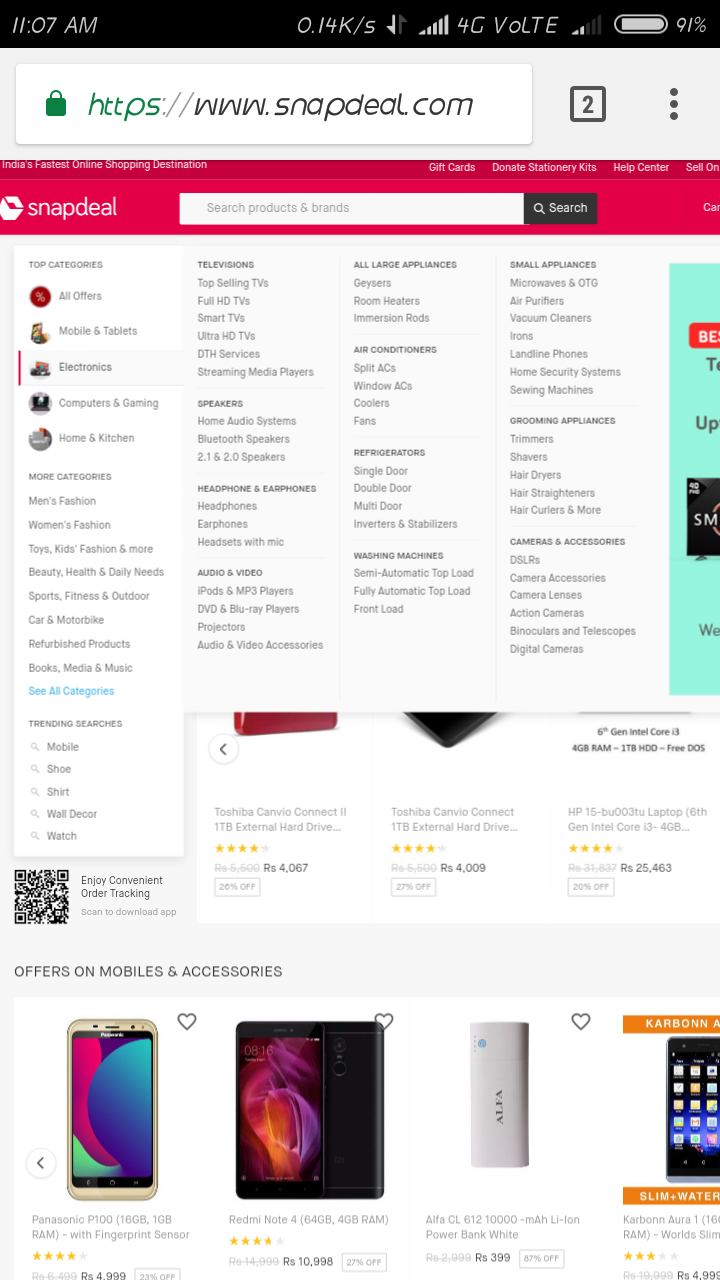 11:07 AM
0.14K/s
4G VoLTE
91%
https://www.snapdeal.com
2
India's Fastest Online Shopping Destination
Gift Cards
Donate Stationery Kits
Help Center
Sell On
snapdeal
Search products & brands
Search
Car
TOP CATEGORIES
All Offers
Mobile & Tablets
Electronics
Computers & Gaming
Home & Kitchen
MORE CATEGORIES
Men's Fashion
Women's Fashion
Toys, Kids' Fashion & more
Beauty, Health & Daily Needs
Sports, Fitness & Outdoor
Car & Motorbike
Refurbished Products
Books, Media & Music
See All Categories
TRENDING SEARCHES
Mobile
Shoe
Shirt
Wall Decor
Watch
Enjoy Convenient
Order Tracking
Scan to download app
TELEVISIONS
Top Selling TVs
Full HD TVs
Smart TVs
Ultra HD TVs
DTH Services
Streaming Media Players
SPEAKERS
Home Audio Systems
Bluetooth Speakers
2.1 & 2.0 Speakers
HEADPHONE & EARPHONES
Headphones
Earphones
Headsets with mic
AUDIO & VIDEO
iPods & MP3 Players
DVD & Blu-ray Players
Projectors
Audio & Video Accessories
ALL LARGE APPLIANCES
Geysers
Room Heaters
Immersion Rods
AIR CONDITIONERS
Split ACs
Window ACs
Coolers
Fans
REFRIGERATORS
Single Door
Double Door
Multi Door
Inverters & Stabilizers
WASHING MACHINES
Semi-Automatic Top Load
Fully Automatic Top Load
Front Load
SMALL APPLIANCES
Microwaves & OTG
Air Purifiers
Vacuum Cleaners
Irons
Landline Phones
Home Security Systems
Sewing Machines
GROOMING APPLIANCES
Trimmers
Shavers
Hair Dryers
Hair Straighteners
Hair Curlers & More
CAMERAS & ACCESSORIES
DSLRs
Camera Accessories
Camera Lenses
Action Cameras
Binoculars and Telescopes
Digital Cameras
BES
Te
Up
40
FHD
SM
We
6th Gen Intel Core i3
4GB RAM – 1TB HDD – Free DOS
Toshiba Canvio Connect II
1TB External Hard Drive...
Rs 5,500 Rs 4,067
26% OFF
Toshiba Canvio Connect
1TB External Hard Drive...
Rs 5,500 Rs 4,009
27% OFF
HP 15-bu003tu Laptop (6th
Gen Intel Core i3- 4GB...
Rs 31,837 Rs 25,463
20% OFF
OFFERS ON MOBILES & ACCESSORIES
Panasonic
08:16
ALFA
KARBONN A
SLIM+WATER
Panasonic P100 (16GB, 1GB
RAM) - with Fingerprint Sensor
Rs 6,499 Rs 4,999 23% OFF
Redmi Note 4 (64GB, 4GB RAM)
Rs 14,999 Rs 10,998 27% OFF
Alfa CL 612 10000 -mAh Li-Ion
Power Bank White
Rs 2,999 Rs 399 87% OFF
Karbonn Aura 1 (16G
RAM) - Worlds Slim
Rs 19,999 Rs 4,999